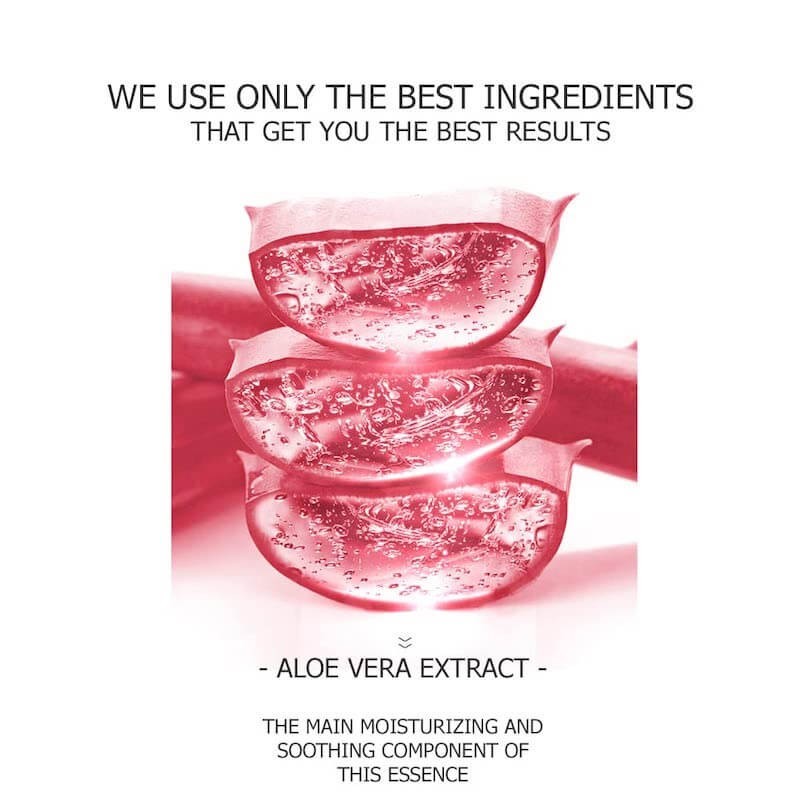 WE USE ONLY THE BEST INGREDIENTS
THAT GET YOU THE BEST RESULTS
- ALOE VERA EXTRACT -
THE MAIN MOISTURIZING AND
SOOTHING COMPONENT OF
THIS ESSENCE